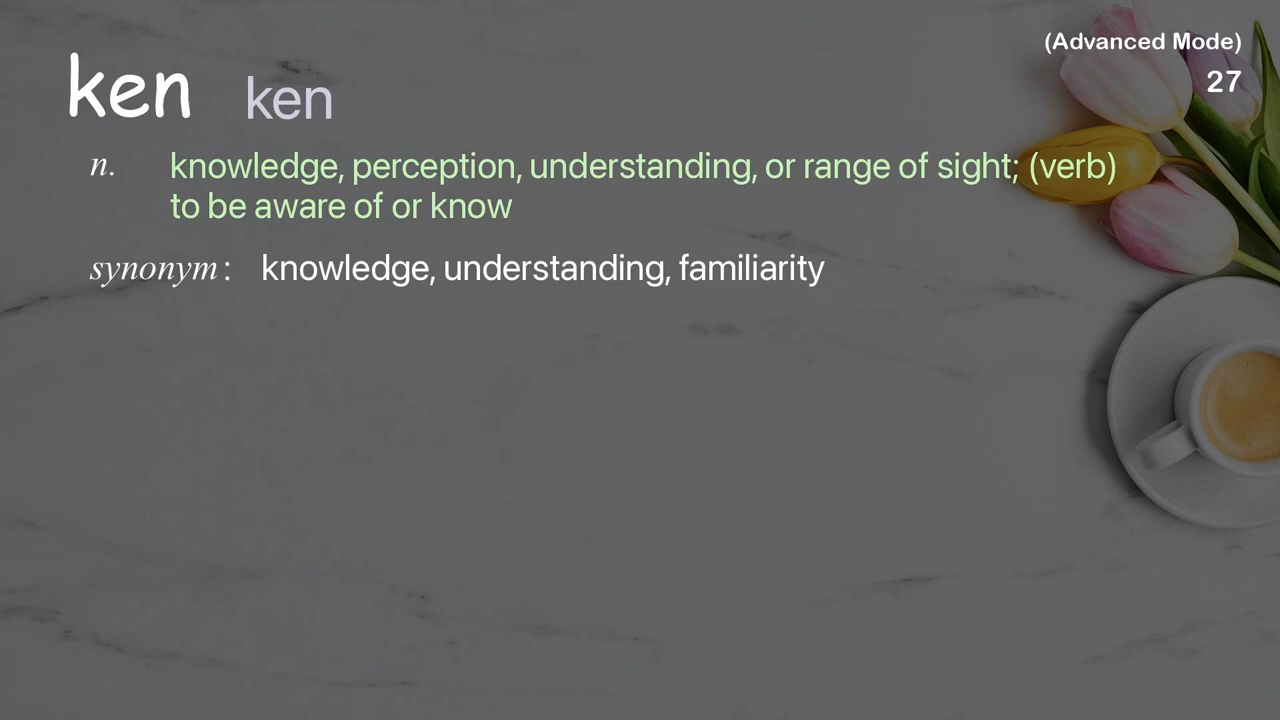 (Advanced Mode)
ken ken
27
n. knowledge, perception, understanding, or range of sight; (verb)
to be aware of or know
synonym: knowledge, understanding, familiarity